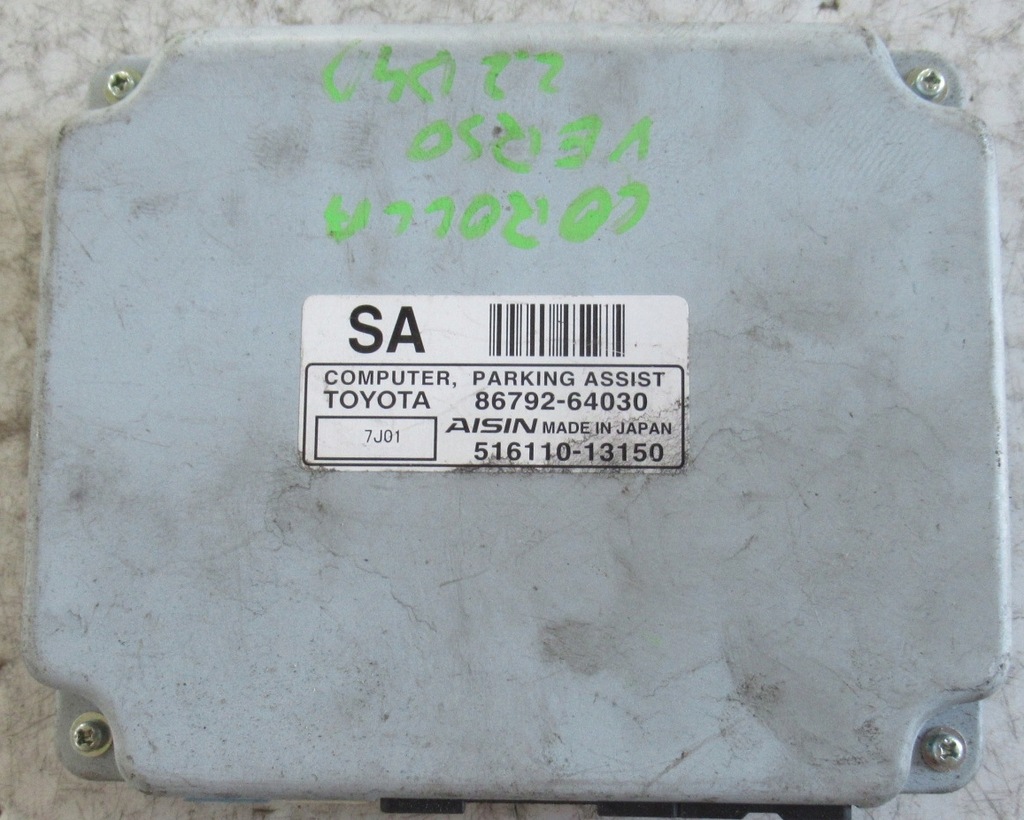 COROLLA
VERSO
2.2 D4D
SA
COMPUTER, PARKING ASSIST
TOYOTA 86792-64030
7J01 AISIN MADE IN JAPAN
516110-13150